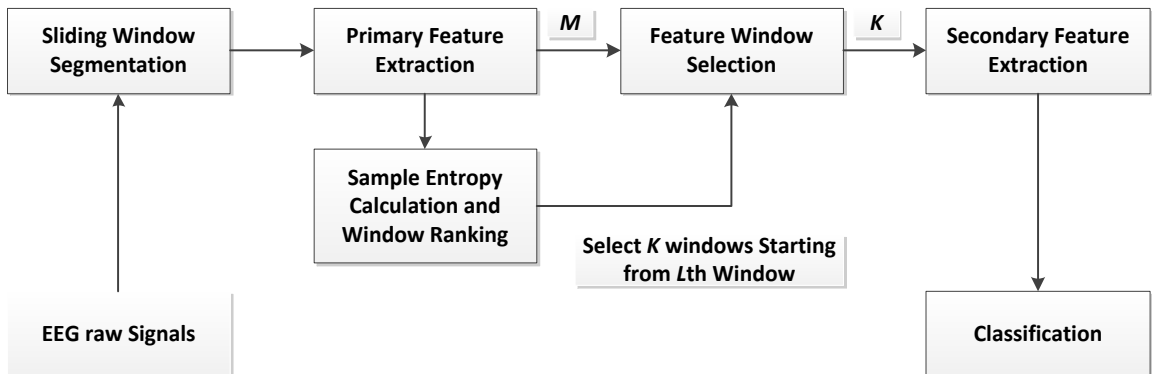 Sliding Window
Segmentation
Primary Feature
Extraction
M
Feature Window
Selection
K
Secondary Feature
Extraction
Sample Entropy
Calculation and
Window Ranking
Select K windows Starting
from Lth Window
EEG raw Signals
Classification